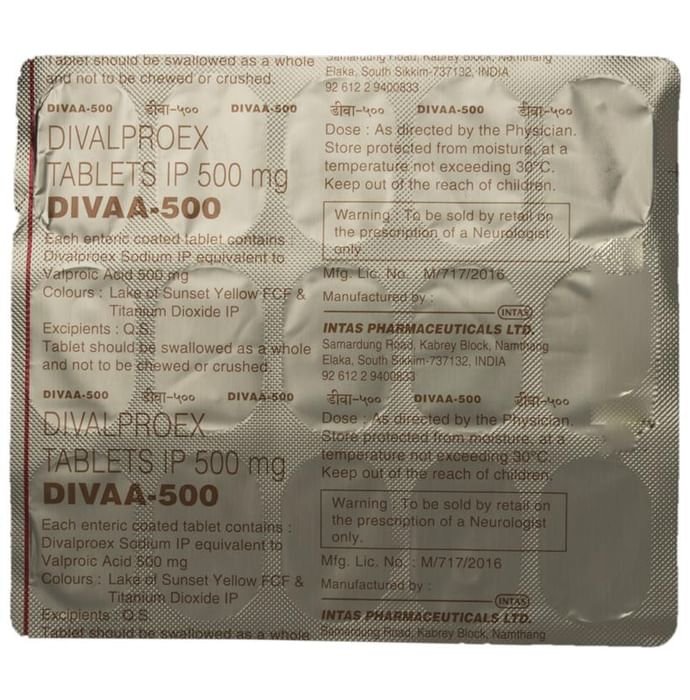 Tablet should be swallowed as a whole
and not to be chewed or crushed.
DIVAA-500 डीवा-५०० DIVAA-500
DIVALPROEX
TABLETS IP 500 mg
DIVAA-500
Each enteric coated tablet contains :
Divalproex Sodium IP equivalent to
Valproic Acid 500 mg
Colours : Lake of Sunset Yellow FCF &
Titanium Dioxide IP
Excipients : Q.S.
Tablet should be swallowed as a whole
and not to be chewed or crushed.
DIVAA-500 डीवा-५०० DIVAA-500
DIVALPROEX
TABLETS IP 500 mg
DIVAA-500
Each enteric coated tablet contains :
Divalproex Sodium IP equivalent to
Valproic Acid 500 mg
Colours : Lake of Sunset Yellow FCF &
Titanium Dioxide IP
Excipients : Q.S.
Tablet should be swallowed as a whole
Samardung Road, Kabrey Block, Namthang
Elaka, South Sikkim-737132, INDIA
92 612 2 9400833
डीवा-५०० DIVAA-500 डीवा-५००
Dose : As directed by the Physician.
Store protected from moisture, at a
temperature not exceeding 30°C.
Keep out of the reach of children.
Warning : To be sold by retail on
the prescription of a Neurologist
only.
Mfg. Lic. No. : M/717/2016
Manufactured by :
INTAS
INTAS PHARMACEUTICALS LTD.
Samardung Road, Kabrey Block, Namthang
Elaka, South Sikkim-737132, INDIA
92 612 2 9400833
डीवा-५०० DIVAA-500 डीवा-५००
Dose : As directed by the Physician.
Store protected from moisture, at a
temperature not exceeding 30°C.
Keep out of the reach of children.
Warning : To be sold by retail on
the prescription of a Neurologist
only.
Mfg. Lic. No. : M/717/2016
Manufactured by :
INTAS
INTAS PHARMACEUTICALS LTD.
Samardung Road, Kabrey Block, Namthang